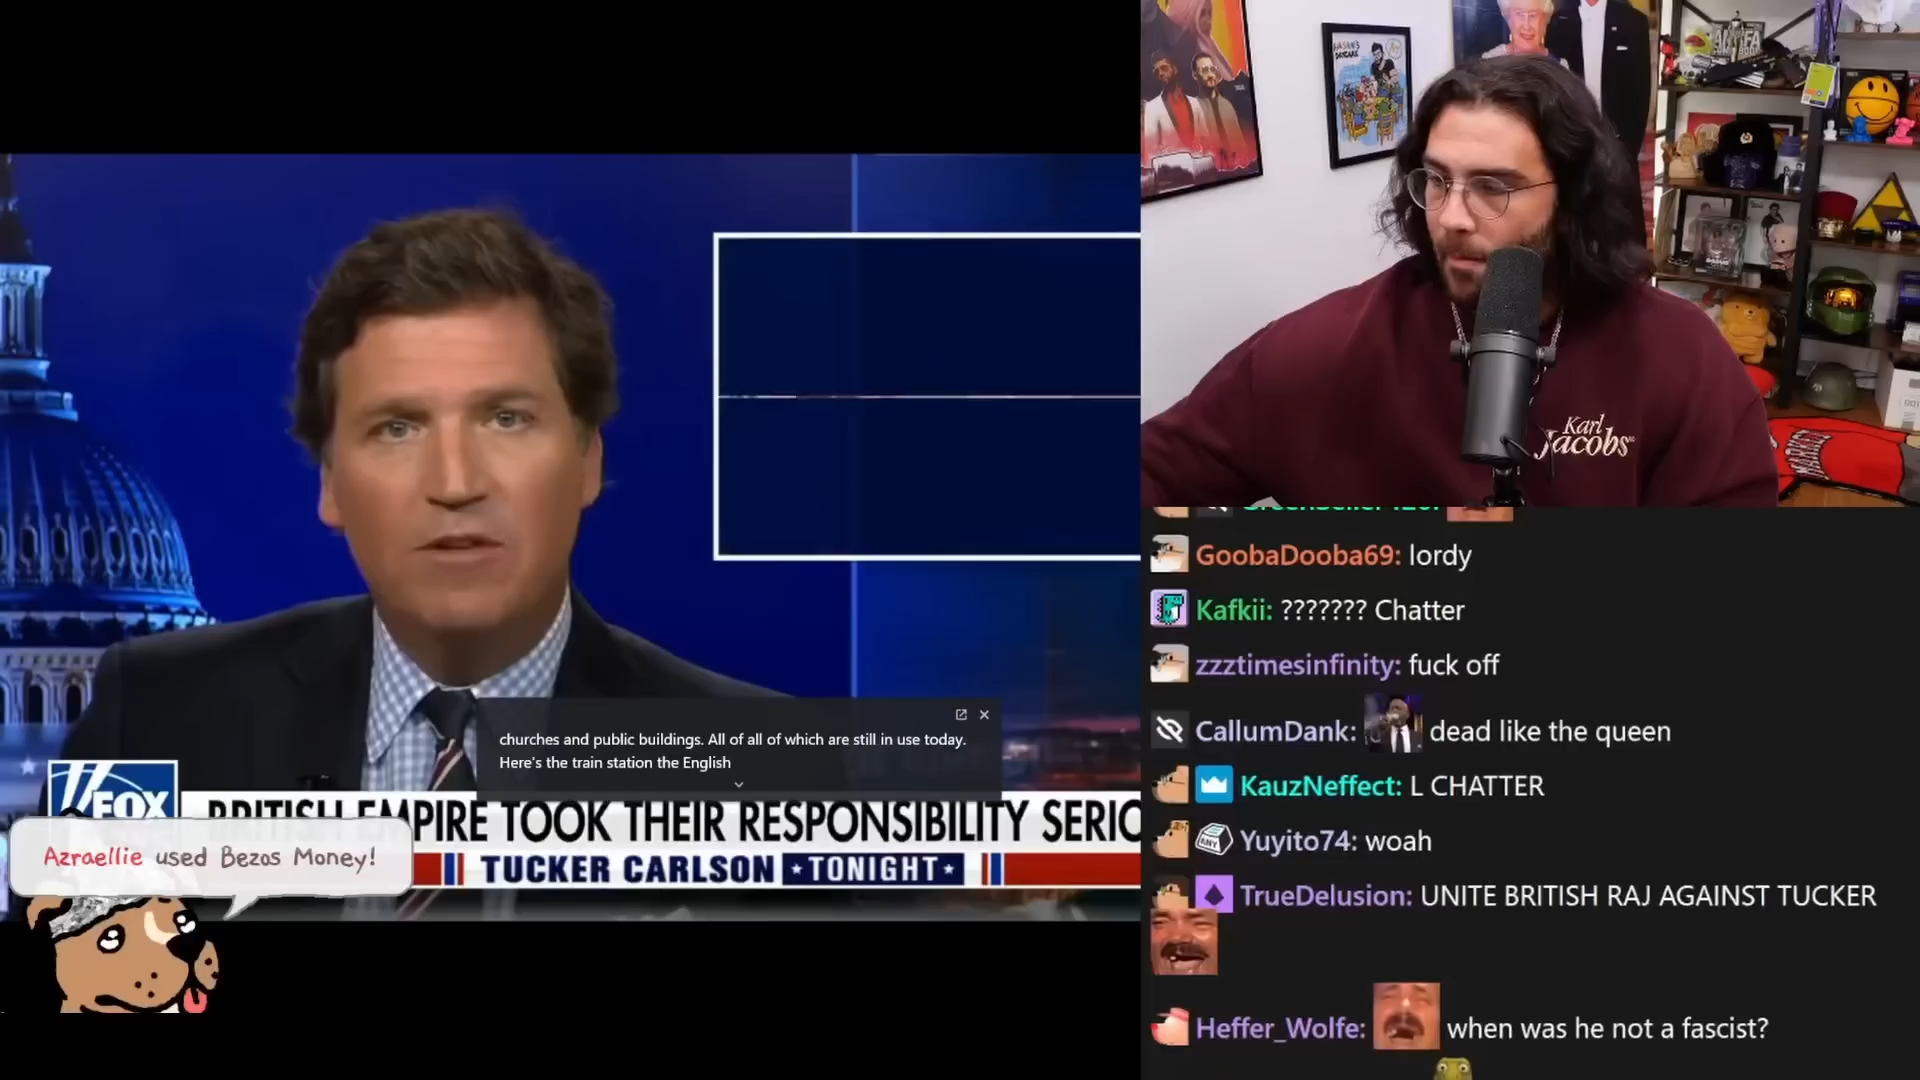 churches and public buildings. All of all of which are still in use today.
Here's the train station the English
FOX
BRITISH EMPIRE TOOK THEIR RESPONSIBILITY SERIO
TUCKER CARLSON TONIGHT
Azraellie used Bezos Money!
Karl
Jacobs
GoobaDooba69: lordy
Kafkii: ??????? Chatter
zzztimesinfinity: fuck off
CallumDank: dead like the queen
KauzNeffect: L CHATTER
ANY
Yuyito74: woah
TrueDelusion: UNITE BRITISH RAJ AGAINST TUCKER
Heffer_Wolfe: when was he not a fascist?